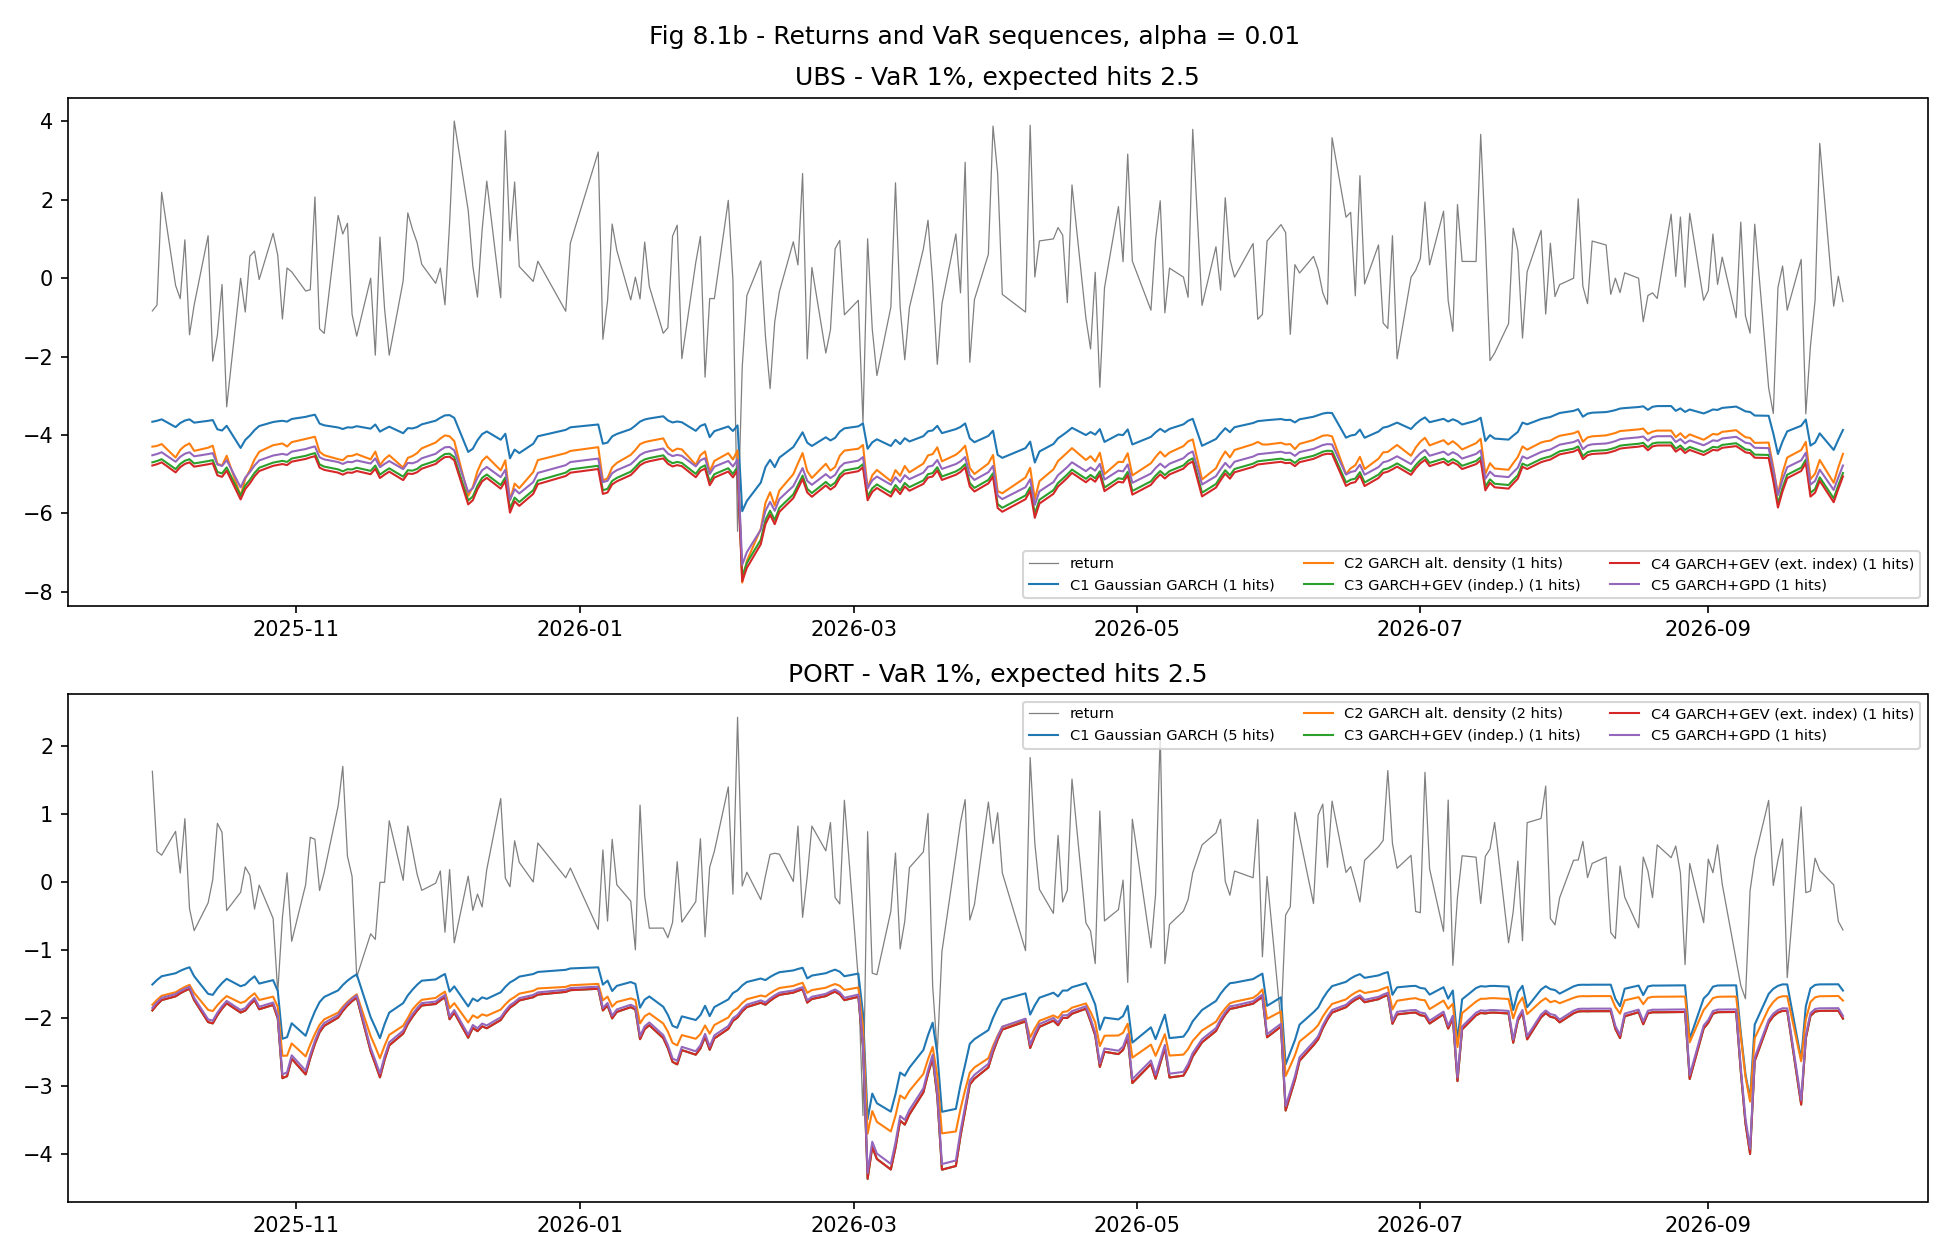 Fig 8.1b - Returns and VaR sequences, alpha = 0.01
UBS - VaR 1%, expected hits 2.5
4
2
0
−2
−4
−6
−8
return
C1 Gaussian GARCH (1 hits)
C2 GARCH alt. density (1 hits)
C3 GARCH+GEV (indep.) (1 hits)
C4 GARCH+GEV (ext. index) (1 hits)
C5 GARCH+GPD (1 hits)
2025-11
2026-01
2026-03
2026-05
2026-07
2026-09
PORT - VaR 1%, expected hits 2.5
return
C1 Gaussian GARCH (5 hits)
C2 GARCH alt. density (2 hits)
C3 GARCH+GEV (indep.) (1 hits)
C4 GARCH+GEV (ext. index) (1 hits)
C5 GARCH+GPD (1 hits)
2
1
0
−1
−2
−3
−4
2025-11
2026-01
2026-03
2026-05
2026-07
2026-09